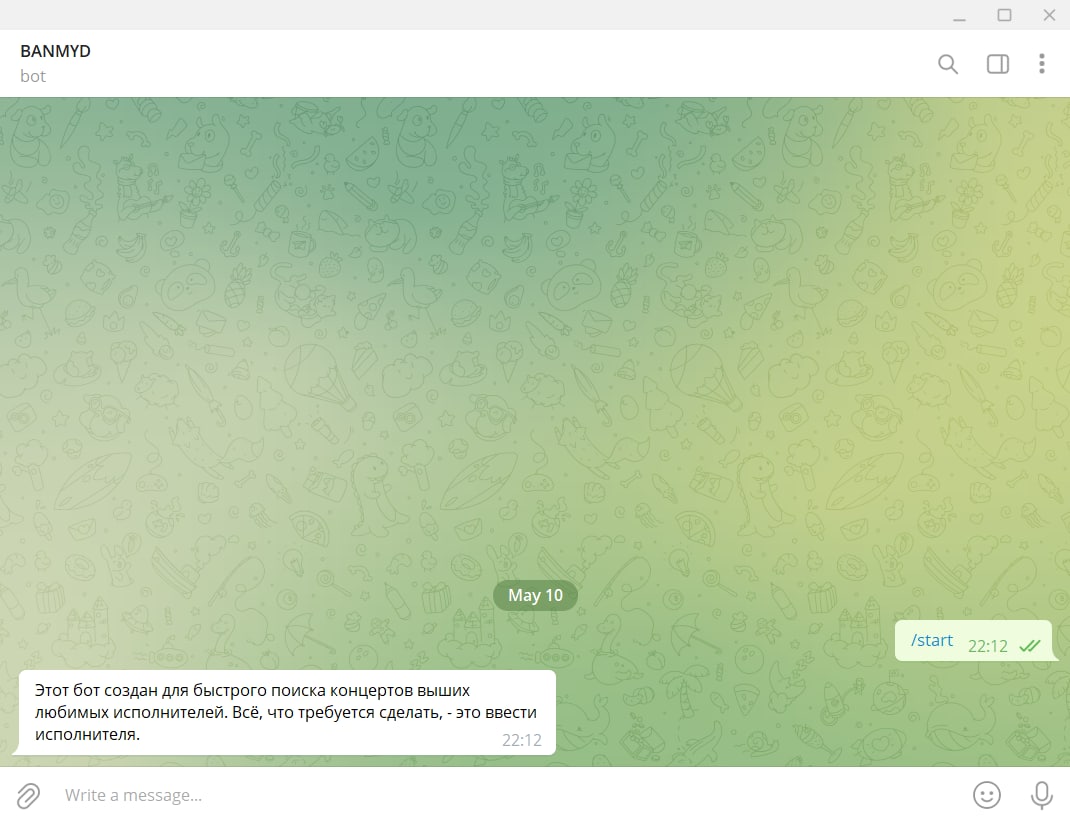 BANMYD
bot
May 10
/start 22:12
Этот бот создан для быстрого поиска концертов выших
любимых исполнителей. Всё, что требуется сделать, - это ввести
исполнителя.
22:12
Write a message...